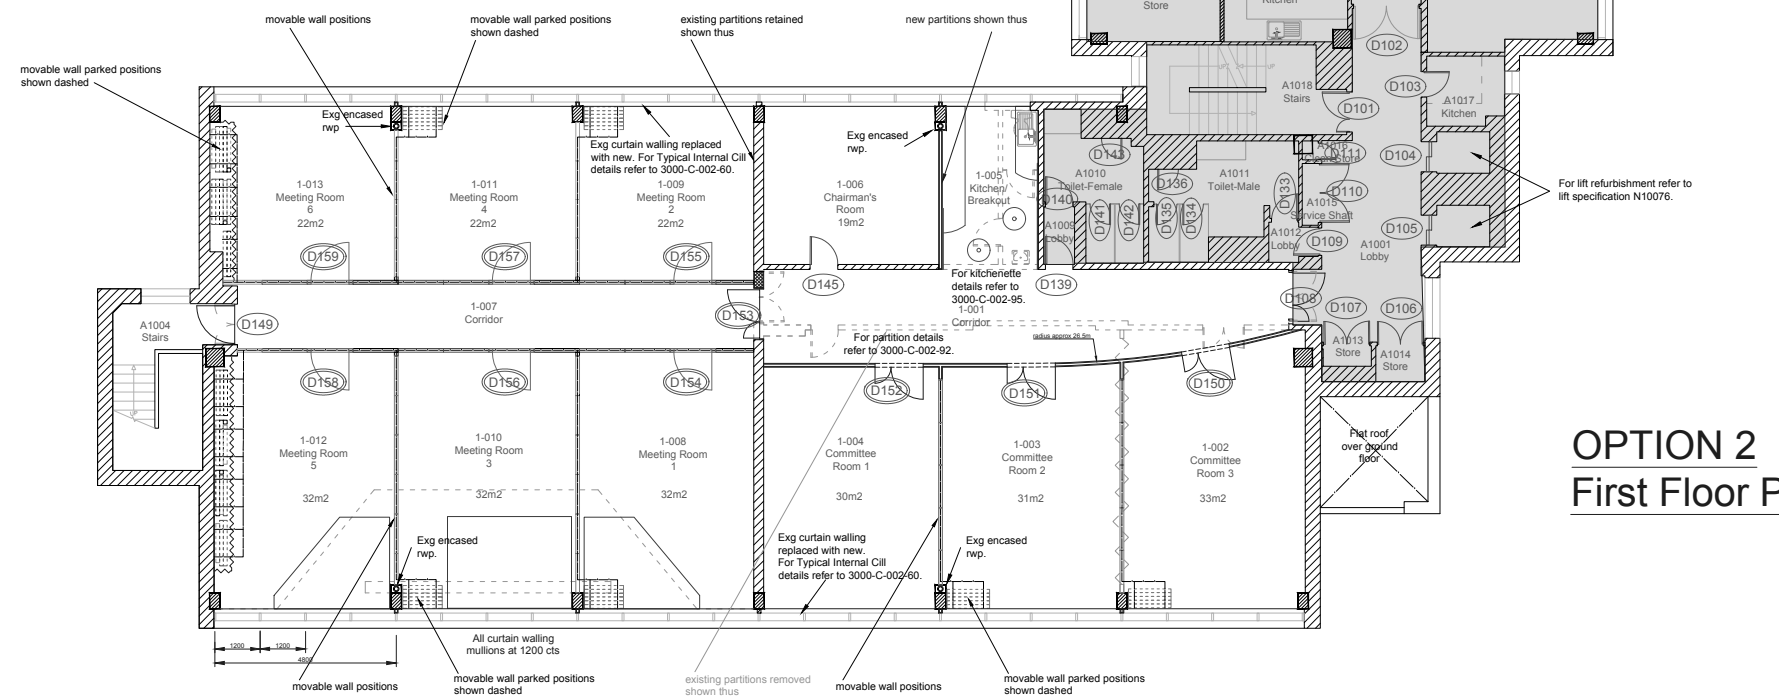 Store
Kitchen
movable wall positions
movable wall parked positions
shown dashed
existing partitions retained
shown thus
new partitions shown thus
movable wall parked positions
shown dashed
D102
A1018
Stairs
UP
D101
D103
A1017
Kitchen
Exg encased
rwp
Exg curtain walling replaced
with new. For Typical Internal Cill
details refer to 3000-C-002-60.
Exg encased
rwp.
1-013
Meeting Room
6
22m2
1-011
Meeting Room
4
22m2
1-009
Meeting Room
2
22m2
1-006
Chairman's
Room
19m2
1-005
Kitchen/
Breakout
D143
A1010
Toilet-Female
D140
D141
D142
A1009
Lobby
D136
A1011
Toilet-Male
D135
D134
D133
A1012
Lobby
A1016
D111
D110
A1015
Service Shaft
D109
D104
D105
A1001
Lobby
For lift refurbishment refer to
lift specification N10076.
D159
D157
D155
D145
For kitchenette
details refer to
3000-C-002-95.
1-001
Corridor
D139
D108
D107
D106
A1013
Store
A1014
Store
A1004
Stairs
UP
D149
1-007
Corridor
D153
For partition details
refer to 3000-C-002-92.
radius approx 26.5m
D158
D156
D154
D152
D151
D150
1-012
Meeting Room
5
32m2
1-010
Meeting Room
3
32m2
1-008
Meeting Room
1
32m2
1-004
Committee
Room 1
30m2
1-003
Committee
Room 2
31m2
1-002
Committee
Room 3
33m2
Flat roof
over ground
floor
OPTION 2
First Floor P
Exg encased
rwp.
Exg curtain walling
replaced with new.
For Typical Internal Cill
details refer to 3000-C-002-60.
Exg encased
rwp.
1200
1200
4800
All curtain walling
mullions at 1200 cts
movable wall positions
movable wall parked positions
shown dashed
existing partitions removed
shown thus
movable wall positions
movable wall parked positions
shown dashed